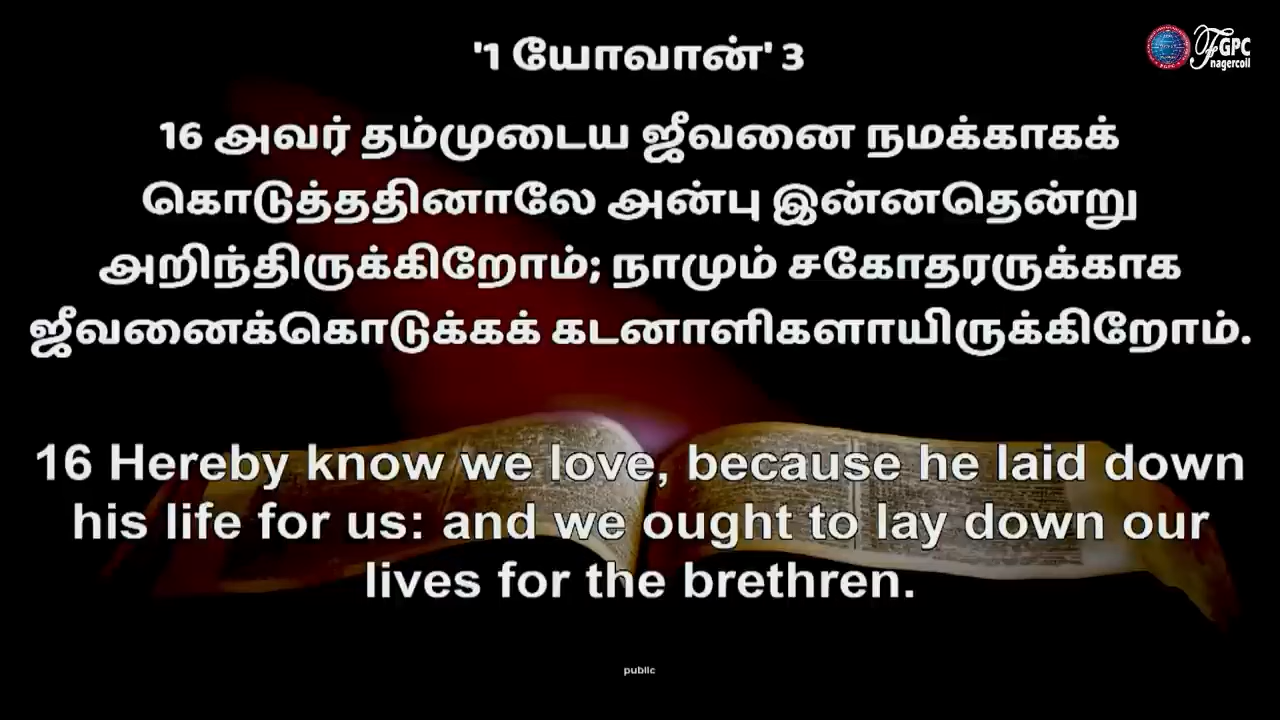 '1 யோவான்' 3
FGPC
nagercoil
16 அவர் தம்முடைய ஜீவனை நமக்காகக்
கொடுத்ததினாலே அன்பு இன்னதென்று
அறிந்திருக்கிறோம்; நாமும் சகோதரருக்காக
ஜீவனைக்கொடுக்கக் கடனாளிகளாயிருக்கிறோம்.
16 Hereby know we love, because he laid down
his life for us: and we ought to lay down our
lives for the brethren.
public